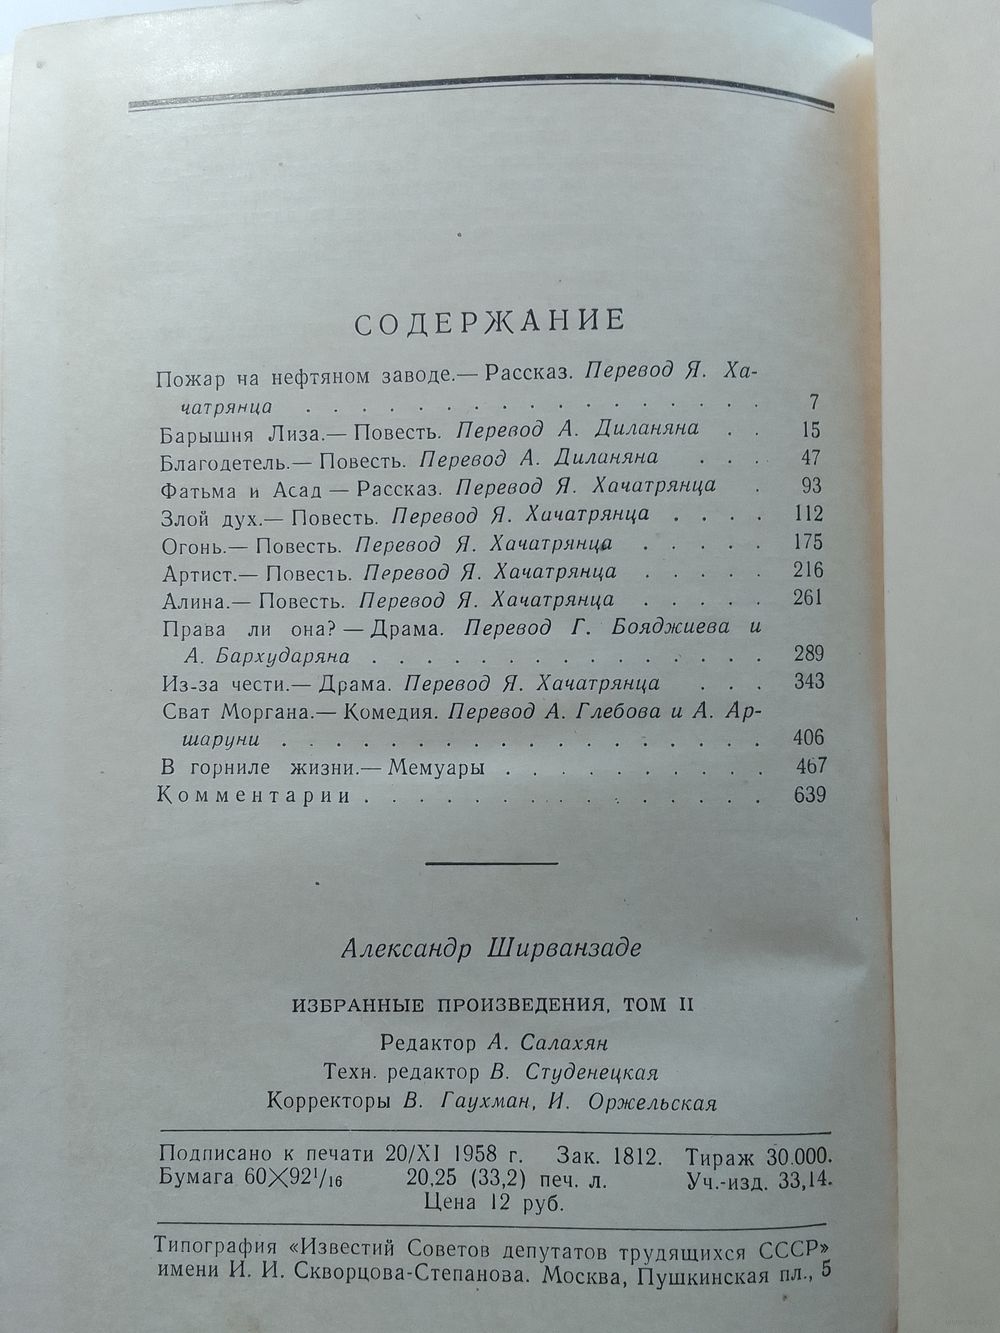 СОДЕРЖАНИЕ
Пожар на нефтяном заводе.— Рассказ. Перевод Я. Ха-
чатрянца . . . . . . . . . . . . . . . . . 7
Барышня Лиза.— Повесть. Перевод А. Диланяна . . 15
Благодетель.— Повесть. Перевод А. Диланяна . . . 47
Фатьма и Асад — Рассказ. Перевод Я. Хачатрянца . 93
Злой дух.— Повесть. Перевод Я. Хачатрянца . . . . 112
Огонь.— Повесть. Перевод Я. Хачатрянца . . . . . 175
Артист.— Повесть. Перевод Я. Хачатрянца . . . . . 216
Алина.— Повесть. Перевод Я. Хачатрянца . . . . . 261
Права ли она? — Драма. Перевод Г. Бояджиева и
А. Бархударяна . . . . . . . . . . . . . . . 289
Из-за чести.— Драма. Перевод Я. Хачатрянца . . . 343
Сват Моргана.— Комедия. Перевод А. Глебова и А. Ар-
шаруни . . . . . . . . . . . . . . . . . . 406
В горниле жизни.— Мемуары . . . . . . . . . . 467
Комментарии . . . . . . . . . . . . . . . 639
Александр Ширванзаде
ИЗБРАННЫЕ ПРОИЗВЕДЕНИЯ, ТОМ II
Редактор А. Салахян
Техн. редактор В. Студенецкая
Корректоры В. Гаухман, И. Оржельская
Подписано к печати 20/XI 1958 г. Зак. 1812. Тираж 30.000.
Бумага 60×92¹/₁₆ 20,25 (33,2) печ. л. Уч.-изд. 33,14.
Цена 12 руб.
Типография «Известий Советов депутатов трудящихся СССР»
имени И. И. Скворцова-Степанова. Москва, Пушкинская пл., 5